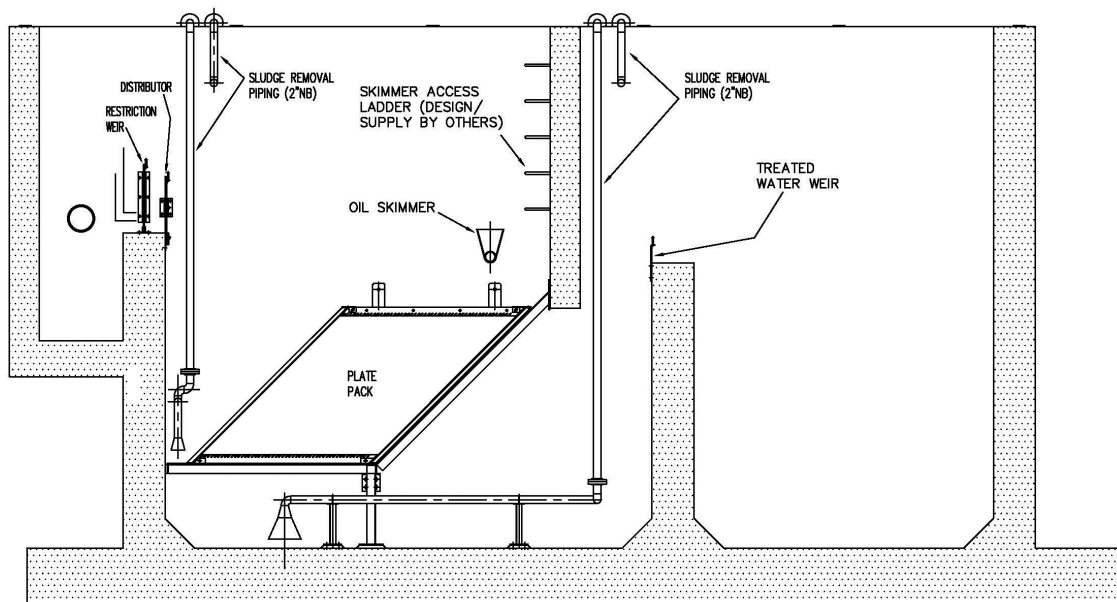 SLUDGE REMOVAL
PIPING (2"NB)
DISTRIBUTOR
RESTRICTION
WEIR
SKIMMER ACCESS
LADDER (DESIGN/
SUPPLY BY OTHERS)
SLUDGE REMOVAL
PIPING (2"NB)
TREATED
WATER WEIR
OIL SKIMMER
PLATE
PACK